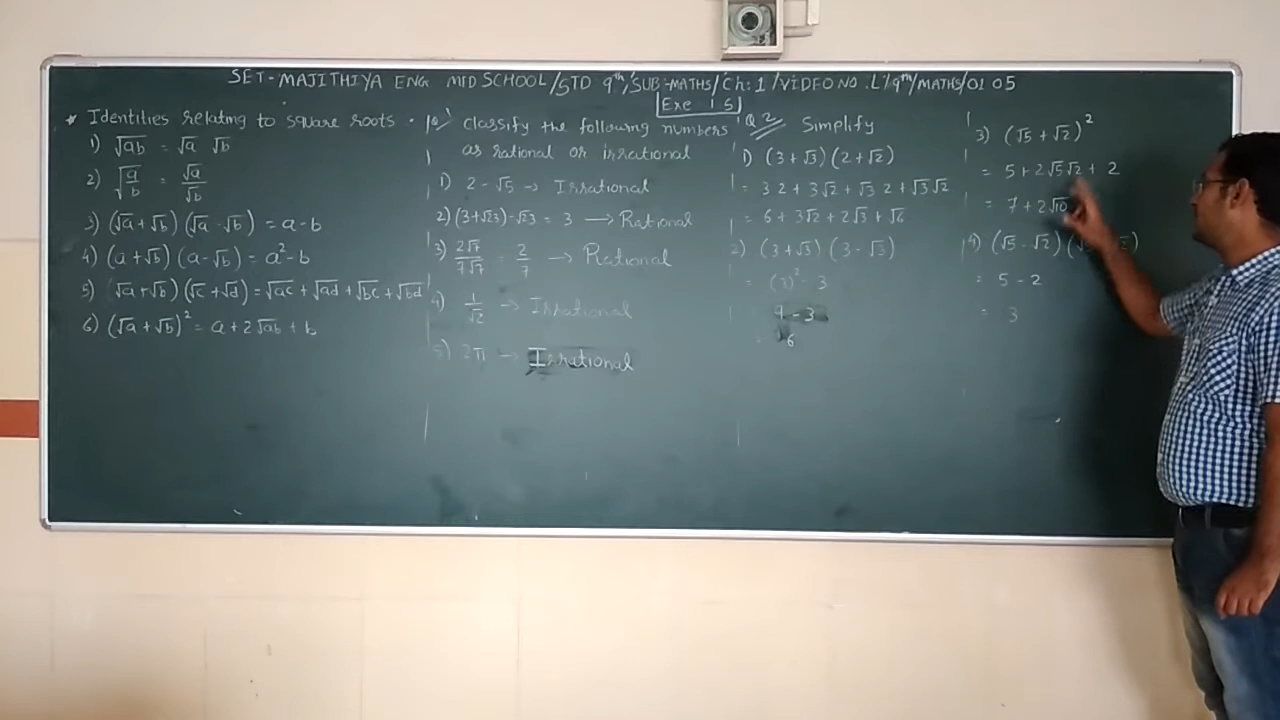 SET-MAJITHIYA ENG MED SCHOOL/STD 9th/SUB-MATHS/Ch:1/VIDEO NO.L/9th/MATHS/01 05
Exe 1 5
* Identities relating to square roots.
1) √ab = √a √b
2) √a/b = √a/√b
3) (√a+√b)(√a-√b) = a-b
4) (a+√b)(a-√b) = a²-b
5) (√a+√b)(√c+√d) = √ac+√ad+√bc+√bd
6) (√a+√b)² = a+2√ab+b
classify the following numbers
as rational or irrational
1) 2-√5 → Irrational
2) (3+√23)-√23 = 3 → Rational
3) 2√7/7√7 = 2/7 → Rational
4) 1/√2 → Irrational
5) 2π → Irrational
Q 2 Simplify
1) (3+√3)(2+√2)
= 3 2 + 3√2 + √3 2 + √3 √2
= 6 + 3√2 + 2√3 + √6
2) (3+√3)(3-√3)
= (3)² - 3
= 9 - 3
= 6
3) (√5+√2)²
= 5+2√5√2+2
= 7+2√10
4) (√5-√2)
= 5-2
= 3